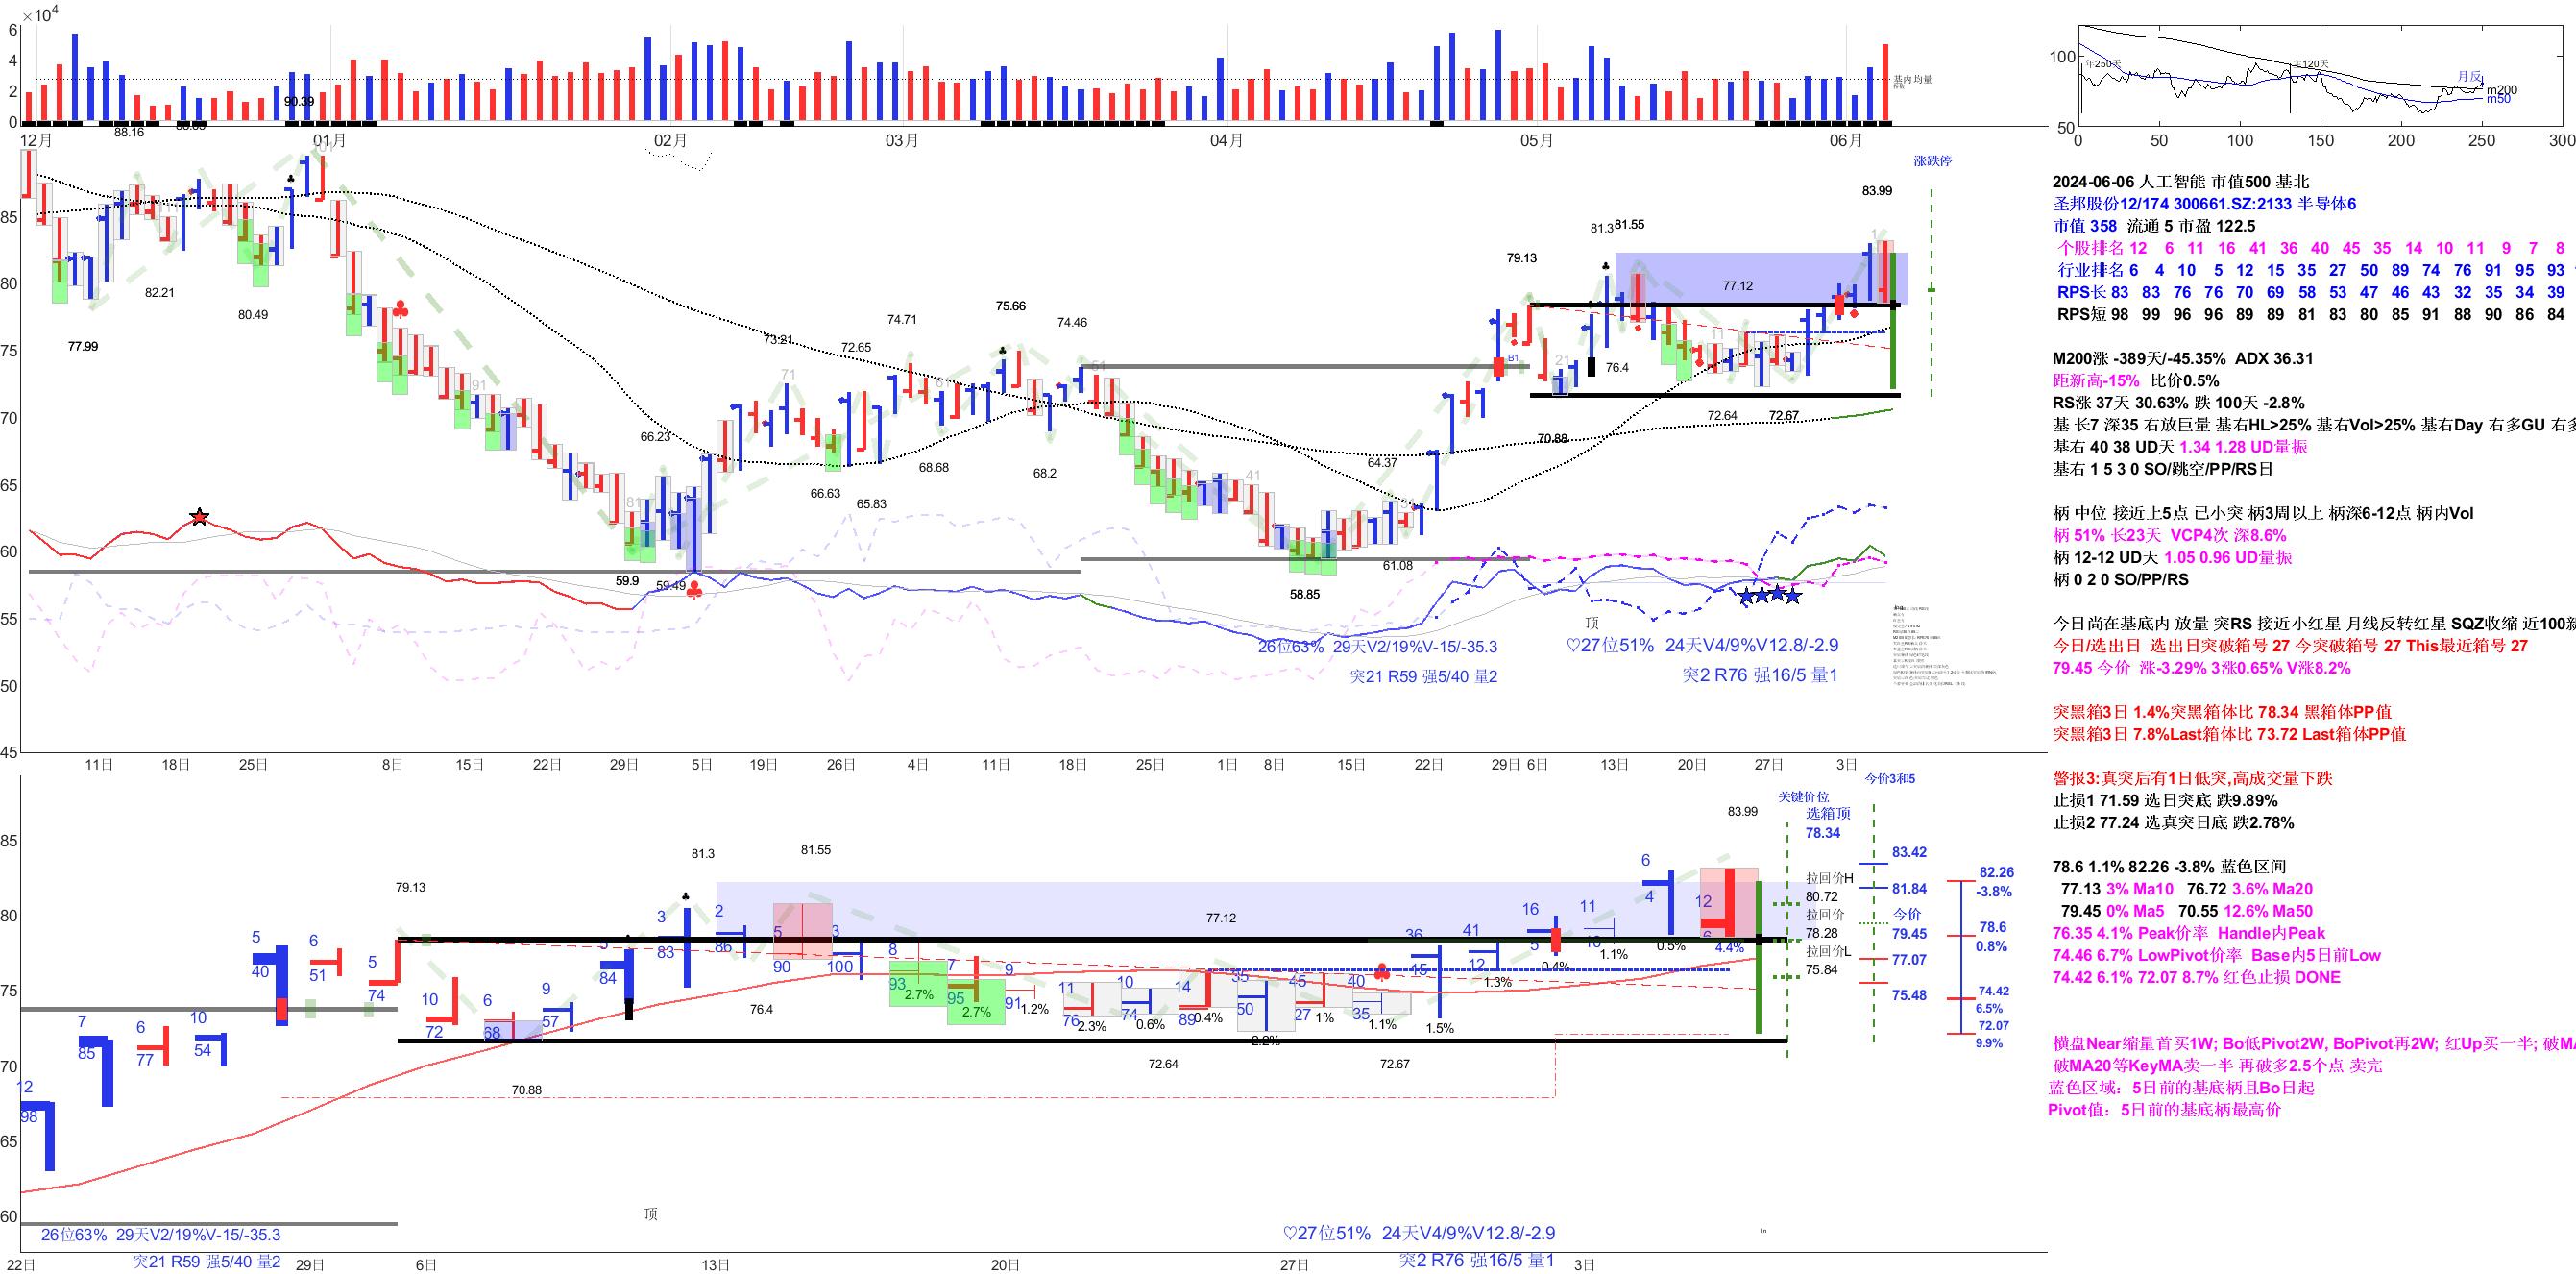 ×10⁴
6
4
2
0
基内均量
90.39
88.16
12月
01月
02月
03月
04月
05月
06月
100
50
年250天
120天
月反
m200
m50
0
50
100
150
200
250
300
涨跌停
85
80
75
70
65
60
55
50
45
77.99
82.21
80.49
91
81
66.23
59.9
59.49
73.21
71
72.65
66.63
65.83
74.71
68.68
75.66
68.2
74.46
51
41
58.85
61.08
64.37
79.13
B1
21
70.88
81.3
81.55
76.4
77.12
11
72.64
72.67
83.99
顶
26位63%  29天V2/19%V-15/-35.3
突21 R59 强5/40 量2
♡27位51%  24天V4/9%V12.8/-2.9
突2 R76 强16/5 量1
11日
18日
25日
8日
15日
22日
29日
5日
19日
26日
4日
11日
18日
25日
1日
8日
15日
22日
29日
6日
13日
20日
27日
3日
2024-06-06 人工智能 市值500 基北
圣邦股份12/174 300661.SZ:2133 半导体6
市值 358  流通 5 市盈 122.5
个股排名 12 6 11 16 41 36 40 45 35 14 10 11 9 7 8
行业排名 6 4 10 5 12 15 35 27 50 89 74 76 91 95 93
RPS长 83 83 76 76 70 69 58 53 47 46 43 32 35 34 39
RPS短 98 99 96 96 89 89 81 83 80 85 91 88 90 86 84
M200涨 -389天/-45.35%  ADX 36.31
距新高-15%  比价0.5%
RS涨 37天 30.63% 跌 100天 -2.8%
基 长7 深35 右放巨量 基右HL>25% 基右Vol>25% 基右Day 右多GU 右
基右 40 38 UD天 1.34 1.28 UD量振
基右 1 5 3 0 SO/跳空/PP/RS日
柄 中位 接近上5点 已小突 柄3周以上 柄深6-12点 柄内Vol
柄 51% 长23天  VCP4次 深8.6%
柄 12-12 UD天 1.05 0.96 UD量振
柄 0 2 0 SO/PP/RS
今日尚在基底内 放量 突RS 接近小红星 月线反转红星 SQZ收缩 近100
今日/选出日  选出日突破箱号 27 今突破箱号 27 This最近箱号 27
79.45 今价  涨-3.29% 3涨0.65% V涨8.2%
突黑箱3日 1.4%突黑箱体比 78.34 黑箱体PP值
突黑箱3日 7.8%Last箱体比 73.72 Last箱体PP值
警报3:真突后有1日低突,高成交量下跌
止损1 71.59 选日突底 跌9.89%
止损2 77.24 选真突日底 跌2.78%
78.6 1.1% 82.26 -3.8% 蓝色区间
77.13 3% Ma10   76.72 3.6% Ma20
79.45 0% Ma5   70.55 12.6% Ma50
76.35 4.1% Peak价率  Handle内Peak
74.46 6.7% LowPivot价率  Base内5日前Low
74.42 6.1% 72.07 8.7% 红色止损 DONE
横盘Near缩量首买1W; Bo低Pivot2W, BoPivot再2W; 红Up买一半; 破M
破MA20等KeyMA卖一半 再破多2.5个点 卖完
蓝色区域：5日前的基底柄且Bo日起
Pivot值：5日前的基底柄最高价
今价3和5
关键价位
选箱顶
78.34
拉回价H
80.72
拉回价
78.28
拉回价L
75.84
83.42
81.84
今价
79.45
77.07
75.48
82.26
-3.8%
78.6
0.8%
74.42
6.5%
72.07
9.9%
85
80
75
70
65
60
12
98
7
85
6
77
10
54
5
40
6
51
5
74
79.13
10
72
6
68
70.88
9
57
5
84
3
83
81.3
2
86
76.4
5
90
81.55
3
100
8
93
2.7%
7
95
2.7%
9
91
1.2%
11
76
2.3%
10
74
0.6%
72.64
14
89
0.4%
77.12
35
50
2.2%
45
27
1%
40
35
1.1%
72.67
36
15
1.5%
41
12
1.3%
16
5
0.4%
11
10
1.1%
6
4
0.5%
12
6
4.4%
83.99
顶
26位63%  29天V2/19%V-15/-35.3
突21 R59 强5/40 量2
♡27位51%  24天V4/9%V12.8/-2.9
突2 R76 强16/5 量1
22日
29日
6日
13日
20日
27日
3日